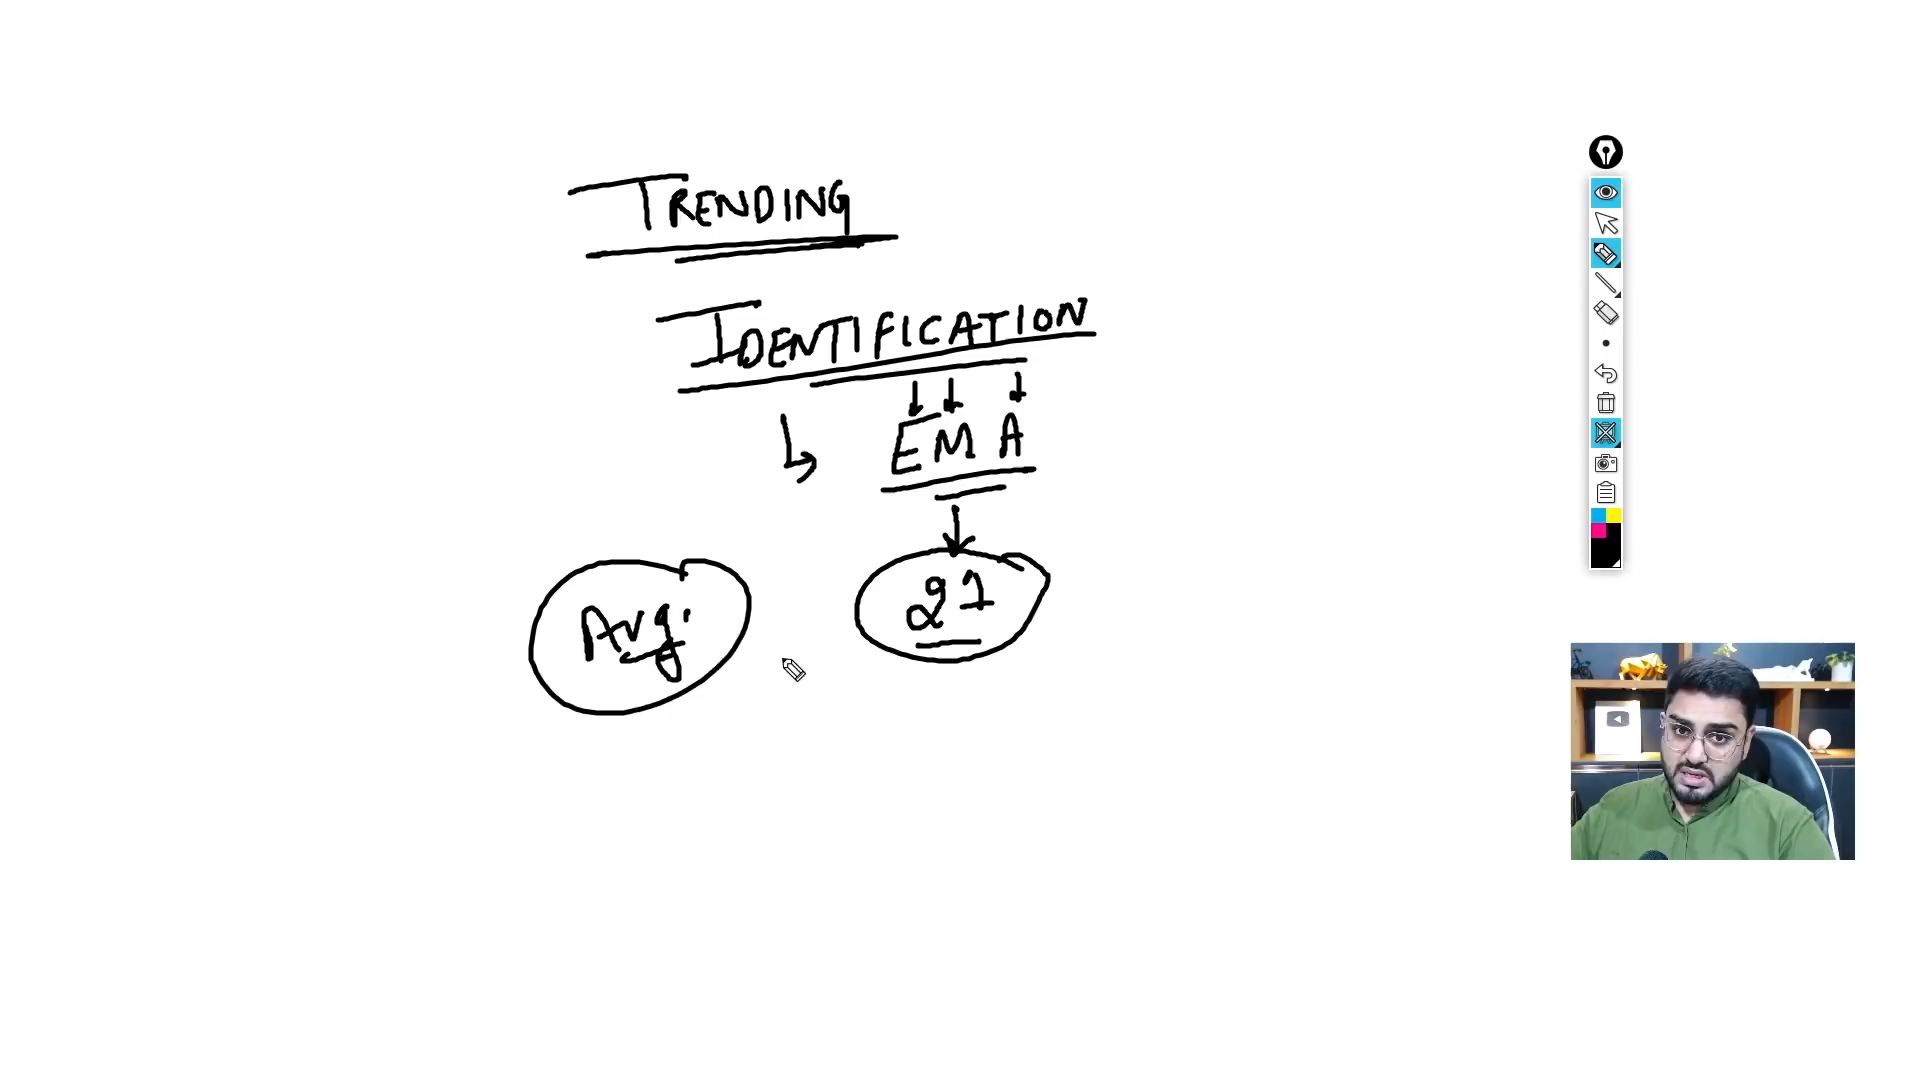 TRENDING
IDENTIFICATION
EMA
21
Avg.